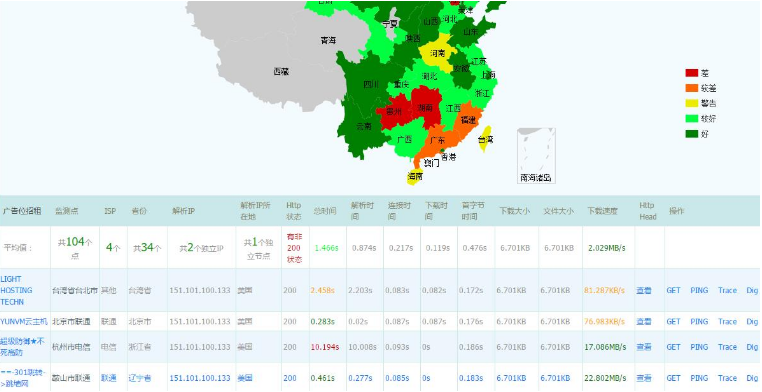 宁夏
山西
河北
天津
青海
陕西
山东
河南
西藏
江苏
安徽
上海
四川
重庆
湖北
浙江
贵州
湖南
江西
福建
云南
广西
广东
台湾
香港
澳门
海南
南海诸岛
差
较差
警告
较好
好
广告位招租 监测点 ISP 省份 解析IP 解析IP所在地 Http状态 总时间 解析时间 连接时间 下载时间 首字节时间 下载大小 文件大小 下载速度 Http Head 操作
平均值： 共104个点 4个 共34个 共2个独立IP 共1个独立节点 有非200状态 1.466s 0.874s 0.217s 0.119s 0.476s 6.701KB 6.701KB 2.029MB/s
LIGHT HOSTING TECHN 台湾省台北市 其他 台湾省 151.101.100.133 美国 200 2.458s 2.203s 0.083s 0.082s 0.172s 6.701KB 6.701KB 81.287KB/s 查看 GET PING Trace Dig
YUNVM云主机 北京市联通 联通 北京市 151.101.100.133 美国 200 0.283s 0.02s 0.087s 0.087s 0.176s 6.701KB 6.701KB 76.983KB/s 查看 GET PING Trace Dig
超级防御★不死高防 杭州市电信 电信 浙江省 151.101.100.133 美国 200 10.194s 10.008s 0.093s 0s 0.186s 6.701KB 6.701KB 17.086MB/s 查看 GET PING Trace Dig
==-301跳转->跳墙网 鞍山市联通 联通 辽宁省 151.101.100.133 美国 200 0.461s 0.277s 0.085s 0s 0.183s 6.701KB 6.701KB 22.802MB/s 查看 GET PING Trace Dig